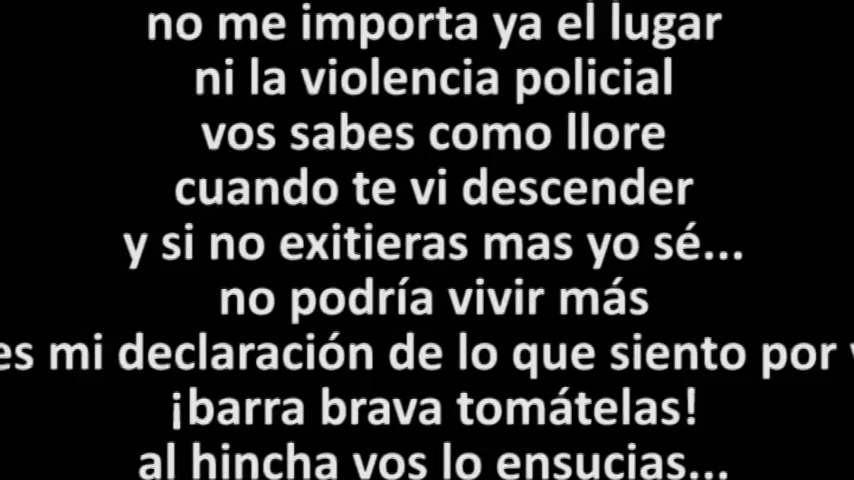 no me importa ya el lugar
ni la violencia policial
vos sabes como llore
cuando te vi descender
y si no exitieras mas yo sé...
no podría vivir más
es mi declaración de lo que siento por v
¡barra brava tomátelas!
al hincha vos lo ensucias...